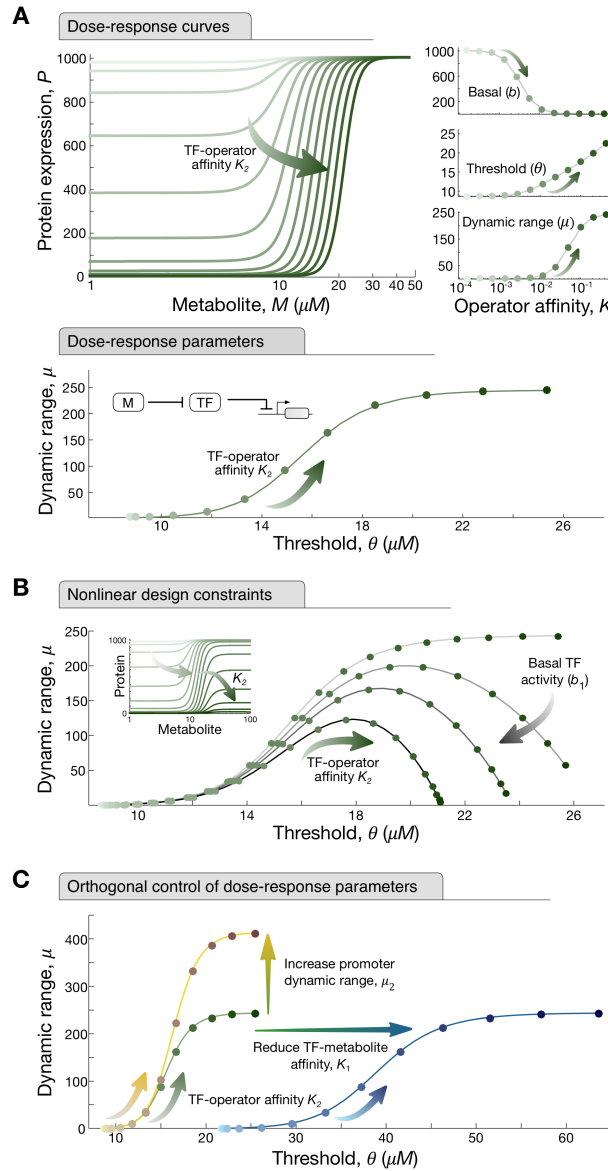 A
Dose-response curves
Protein expression, P
1000
800
600
400
200
0
1
10
20
30
40
50
Metabolite, M (μM)
TF-operator
affinity K2
1000
600
200
Basal (b)
25
20
15
10
Threshold (θ)
250
150
50
Dynamic range (μ)
10-4
10-3
10-2
10-1
Operator affinity, K
Dose-response parameters
Dynamic range, μ
250
200
150
100
50
M
TF
TF-operator
affinity K2
10
14
18
22
26
Threshold, θ (μM)
B
Nonlinear design constraints
Dynamic range, μ
250
200
150
100
50
Protein
1000
0
1
10
100
Metabolite
K2
Basal TF
activity (b1)
TF-operator
affinity K2
10
14
18
22
26
Threshold, θ (μM)
C
Orthogonal control of dose-response parameters
Dynamic range, μ
400
300
200
100
0
Increase promoter
dynamic range, μ2
Reduce TF-metabolite
affinity, K1
TF-operator affinity K2
10
20
30
40
50
60
Threshold, θ (μM)